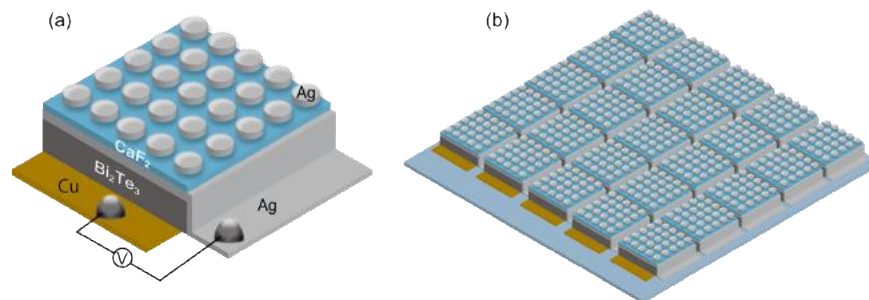 (a)
(b)
Ag
CaF₂
Bi₂Te₃
Cu
Ag
V